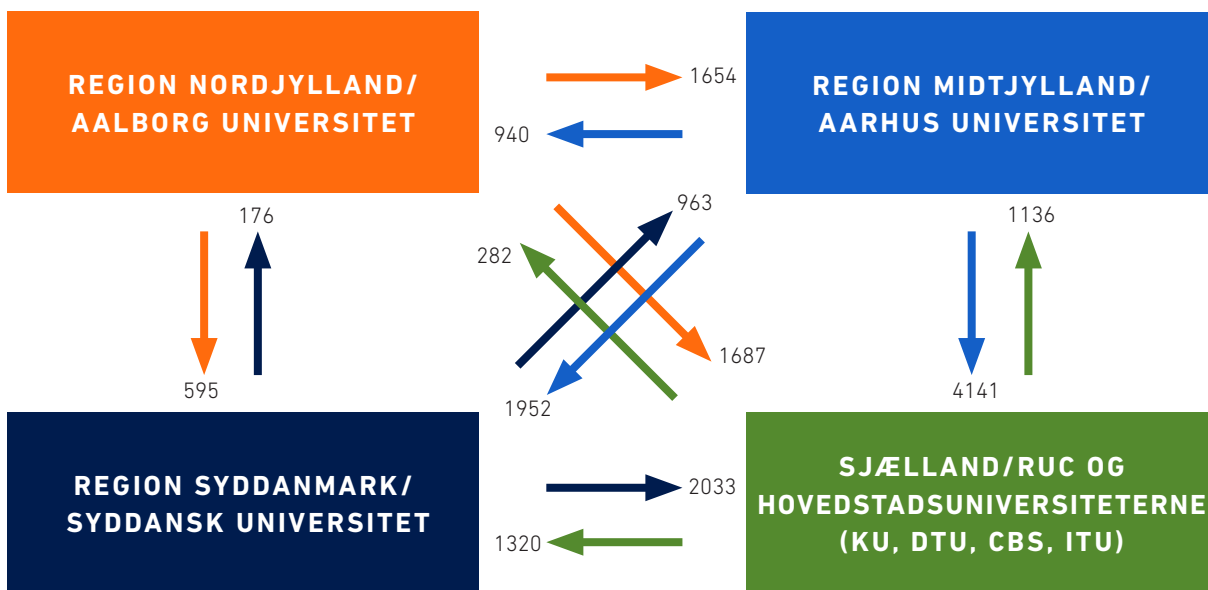 REGION NORDJYLLAND/
AALBORG UNIVERSITET
1654
940
REGION MIDTJYLLAND/
AARHUS UNIVERSITET
176
963
1136
282
1687
595
1952
4141
REGION SYDDANMARK/
SYDDANSK UNIVERSITET
2033
1320
SJÆLLAND/RUC OG
HOVEDSTADSUNIVERSITETERNE
(KU, DTU, CBS, ITU)